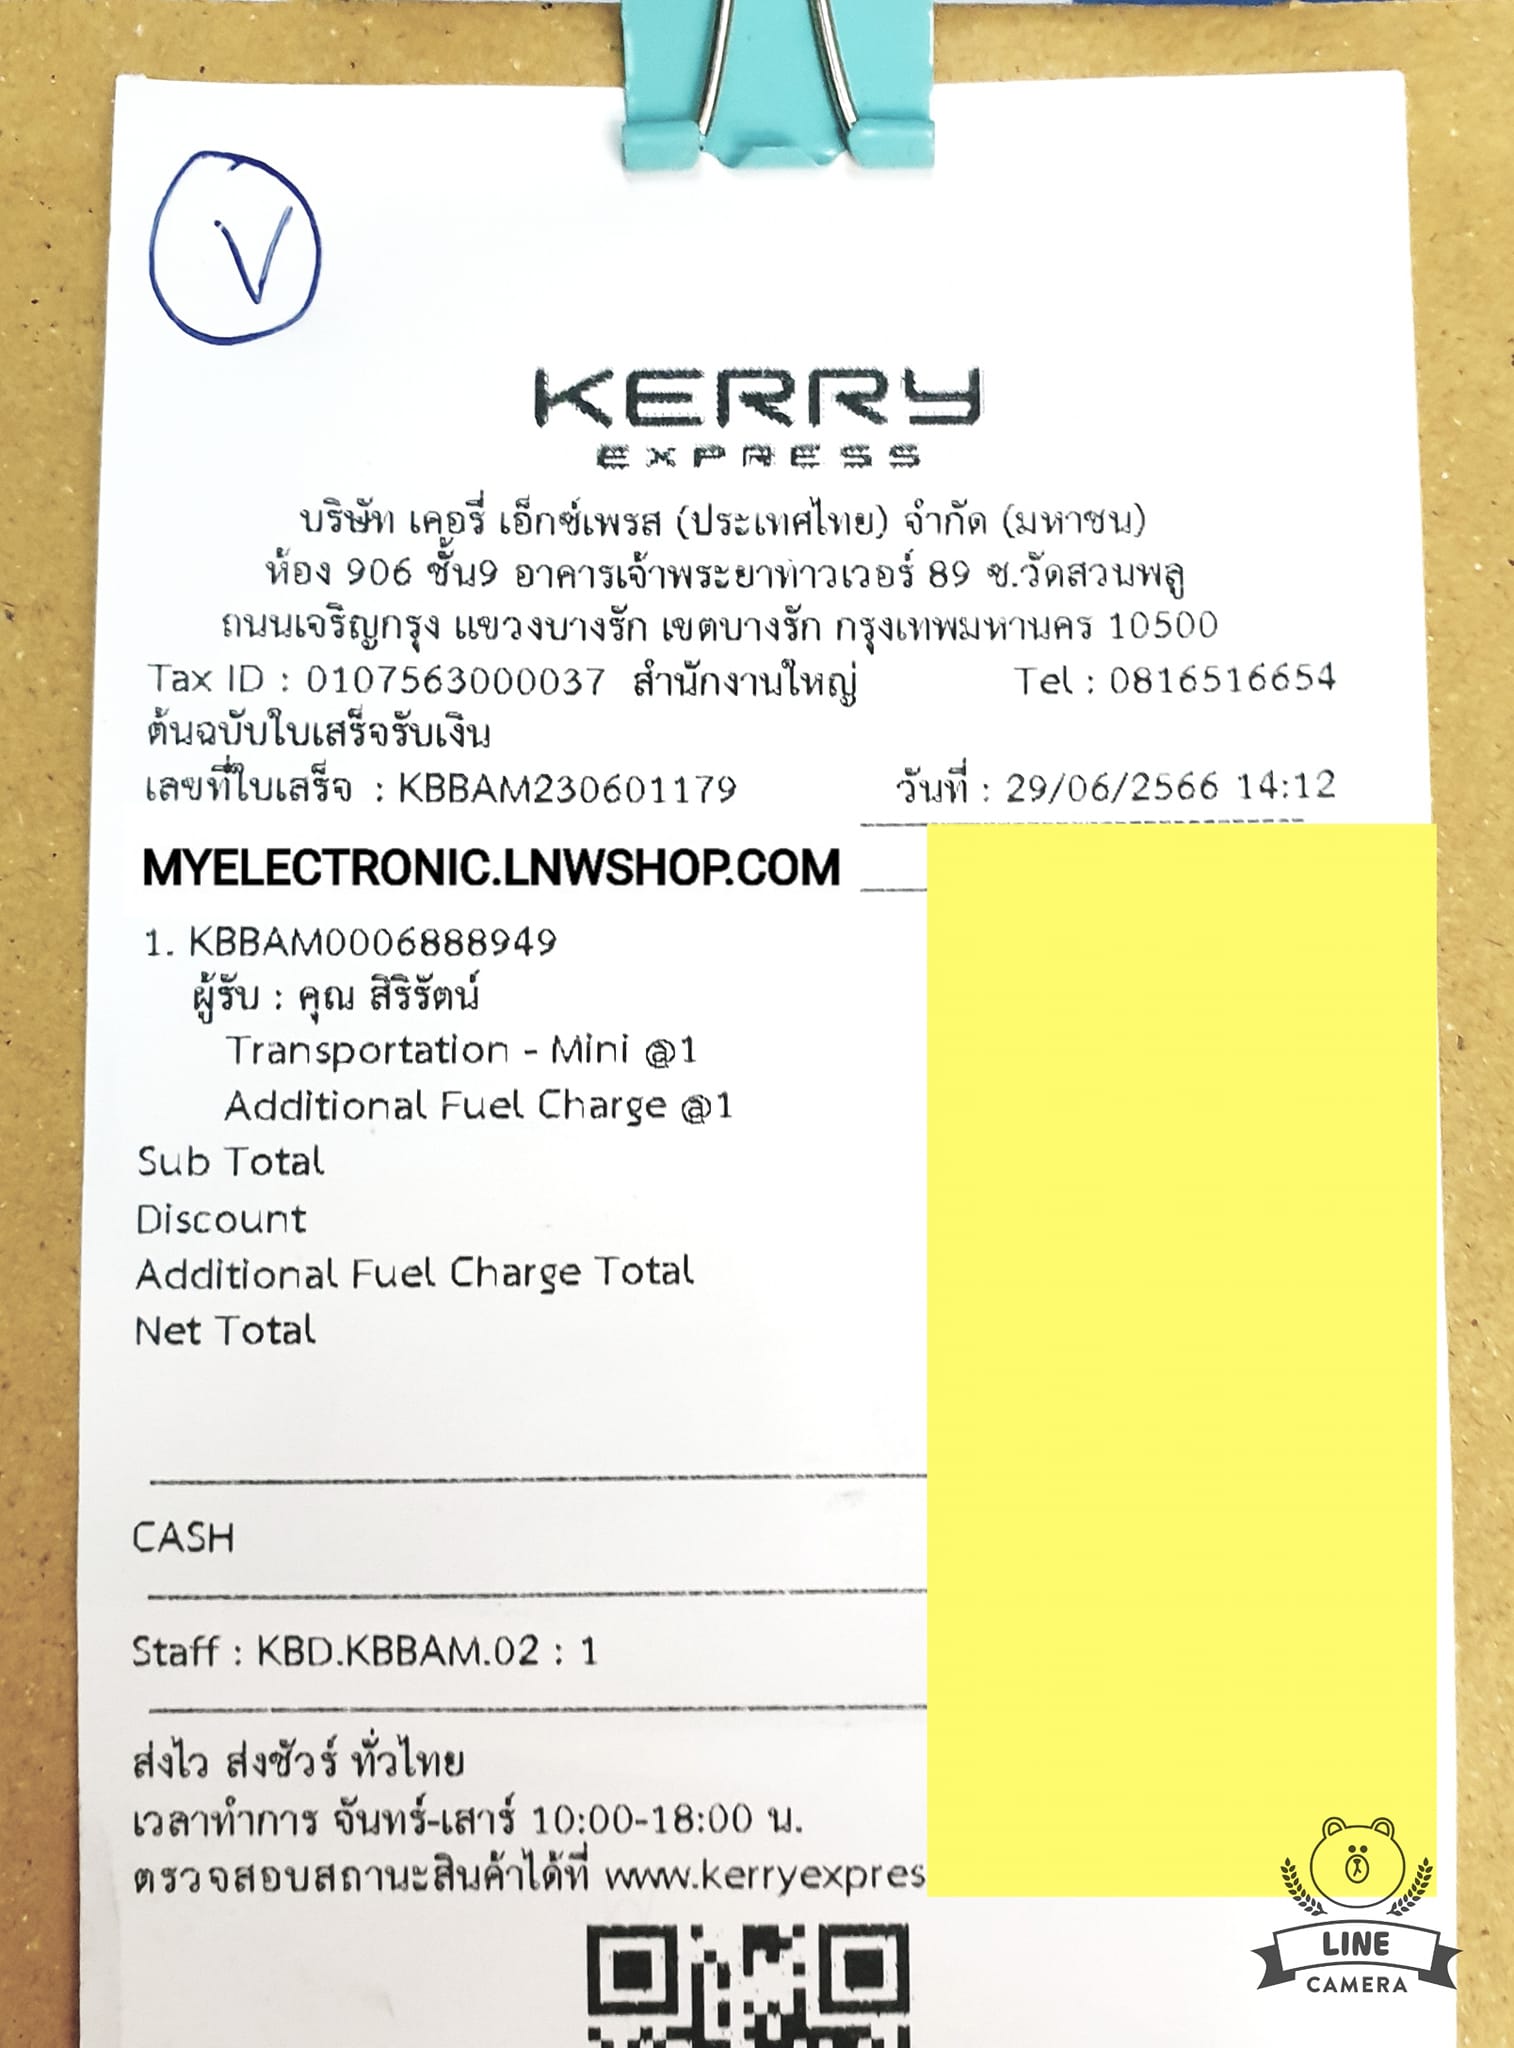 V
KERRY
EXPRESS
บริษัท เคอรี่ เอ็กซ์เพรส (ประเทศไทย) จำกัด (มหาชน)
ห้อง 906 ชั้น9 อาคารเจ้าพระยาทาวเวอร์ 89 ซ.วัดสวนพลู
ถนนเจริญกรุง แขวงบางรัก เขตบางรัก กรุงเทพมหานคร 10500
Tax ID : 0107563000037 สำนักงานใหญ่ Tel : 0816516654
ต้นฉบับใบเสร็จรับเงิน
เลขที่ใบเสร็จ : KBBAM230601179 วันที่ : 29/06/2566 14:12
MYELECTRONIC.LNWSHOP.COM
1. KBBAM0006888949
ผู้รับ : คุณ สิริรัตน์
Transportation - Mini @1
Additional Fuel Charge @1
Sub Total
Discount
Additional Fuel Charge Total
Net Total
CASH
Staff : KBD.KBBAM.02 : 1
ส่งไว ส่งชัวร์ ทั่วไทย
เวลาทำการ จันทร์-เสาร์ 10:00-18:00 น.
ตรวจสอบสถานะสินค้าได้ที่ www.kerryexpres
LINE
CAMERA